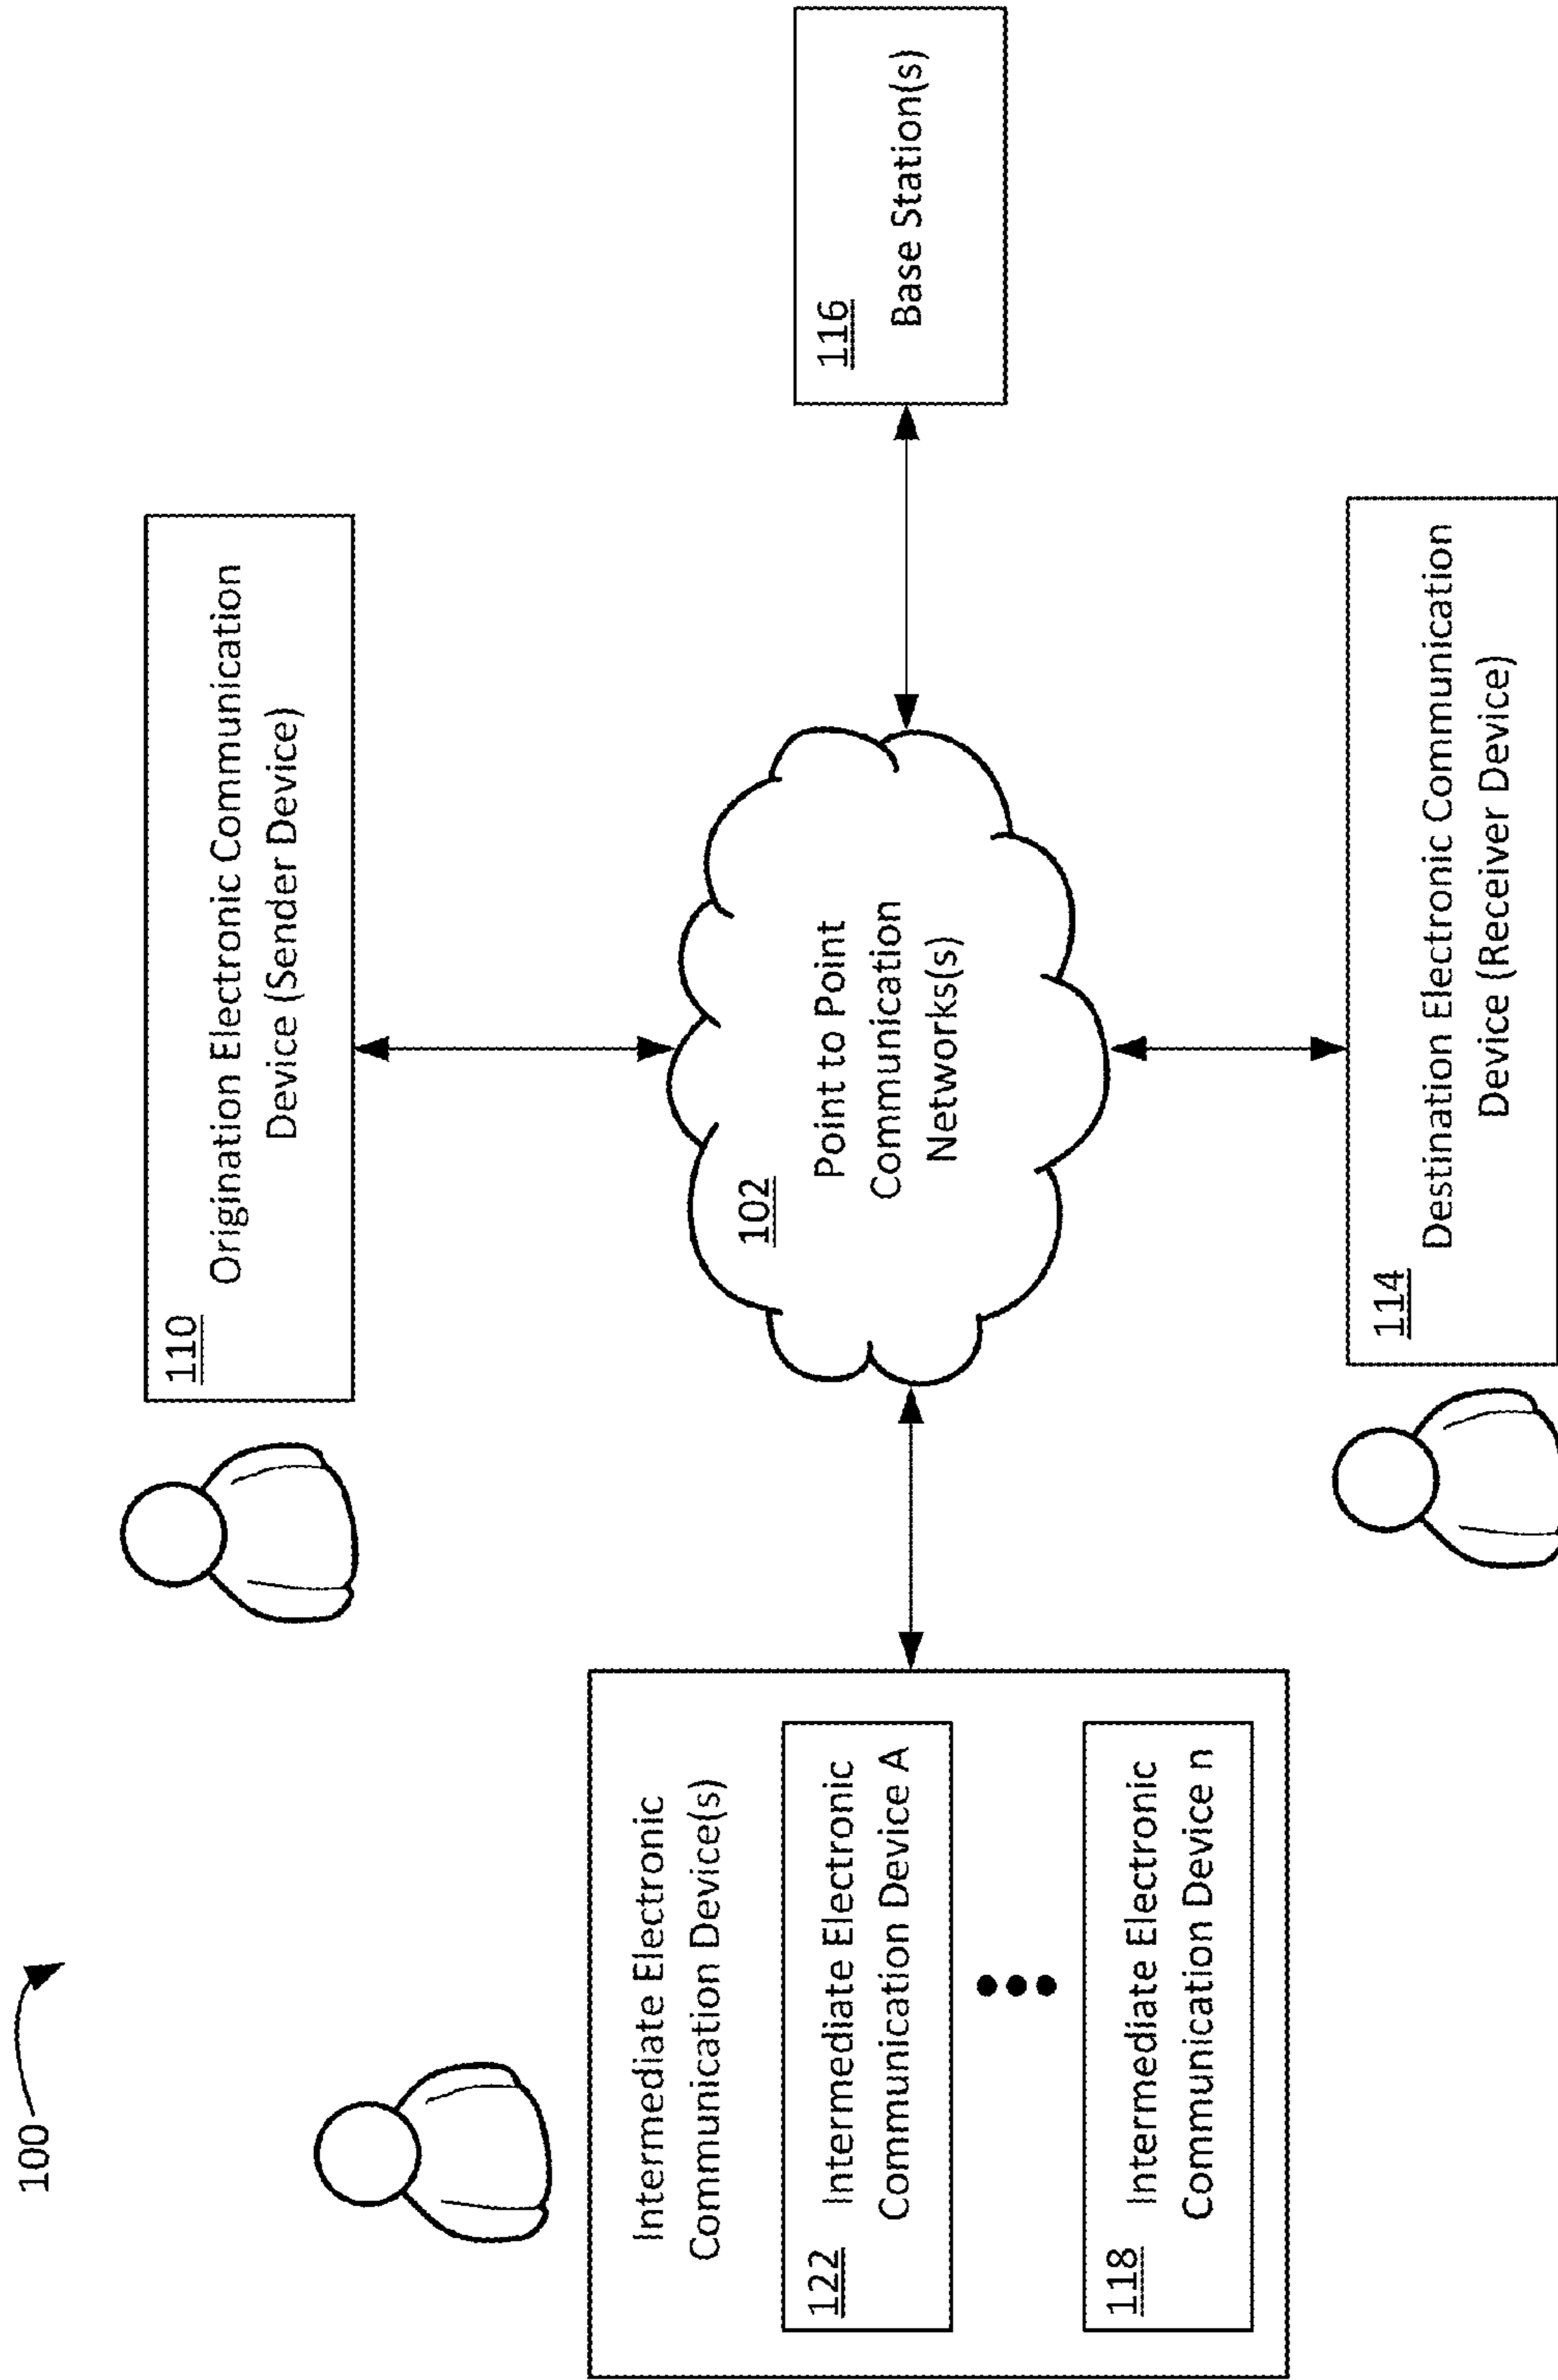 100
110
Origination Electronic Communication
Device (Sender Device)
Intermediate Electronic
Communication Device(s)
122
Intermediate Electronic
Communication Device A
118
Intermediate Electronic
Communication Device n
102
Point to Point
Communication
Networks(s)
116
Base Station(s)
114
Destination Electronic Communication
Device (Receiver Device)